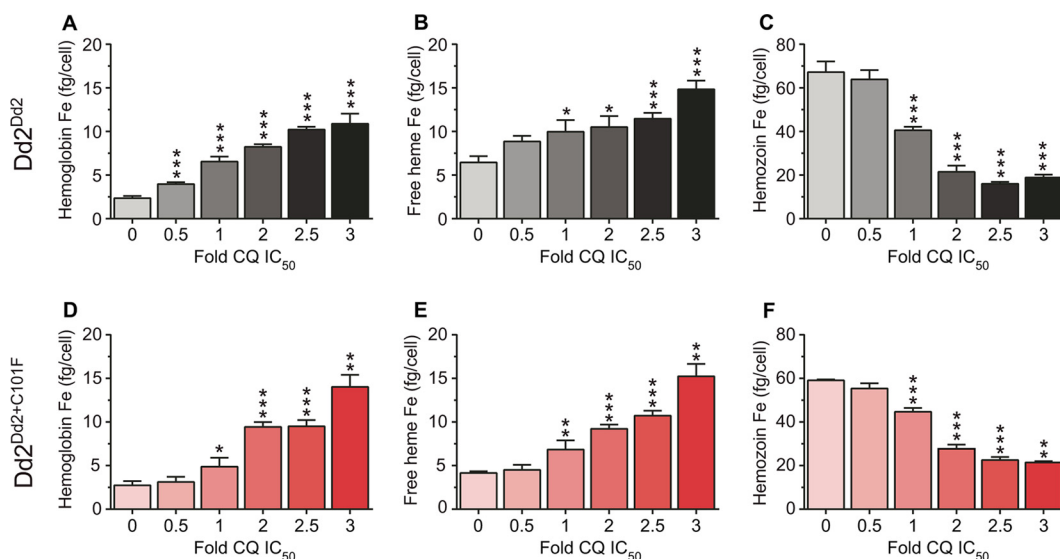 A
B
C
Dd2^Dd2
Hemoglobin Fe (fg/cell)
20
15
10
5
0
***
***
***
***
***
0 0.5 1 2 2.5 3
Fold CQ IC₅₀
Free heme Fe (fg/cell)
20
15
10
5
0
*
*
***
***
0 0.5 1 2 2.5 3
Fold CQ IC₅₀
Hemozoin Fe (fg/cell)
80
60
40
20
0
***
***
***
***
0 0.5 1 2 2.5 3
Fold CQ IC₅₀
D
E
F
Dd2^Dd2+C101F
Hemoglobin Fe (fg/cell)
20
15
10
5
0
*
***
***
**
0 0.5 1 2 2.5 3
Fold CQ IC₅₀
Free heme Fe (fg/cell)
20
15
10
5
0
**
***
***
**
0 0.5 1 2 2.5 3
Fold CQ IC₅₀
Hemozoin Fe (fg/cell)
60
40
20
0
***
***
***
**
0 0.5 1 2 2.5 3
Fold CQ IC₅₀